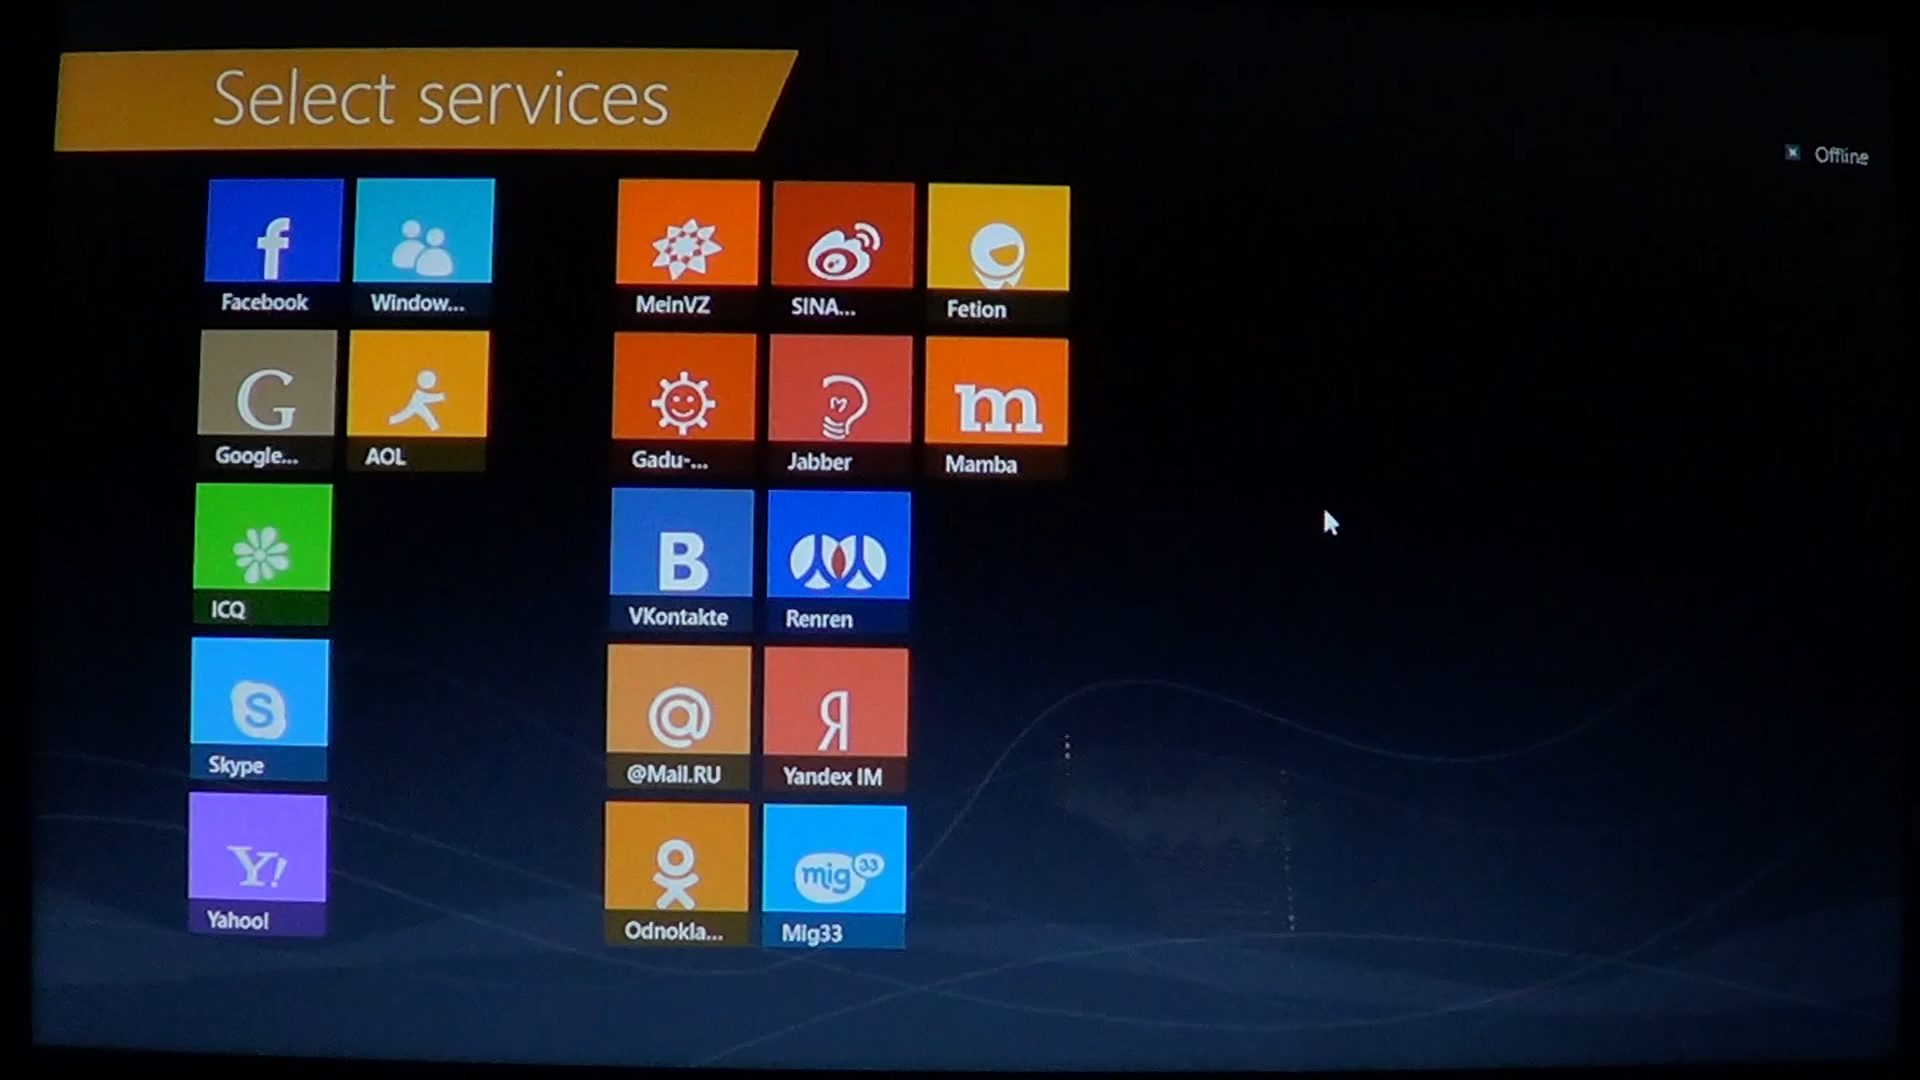 Select services
Offline
f
Facebook
Window...
G
Google...
AOL
ICQ
S
Skype
Y!
Yahoo!
MeinVZ
SINA...
Fetion
Gadu-...
Jabber
m
Mamba
B
VKontakte
Renren
@
@Mail.RU
Я
Yandex IM
Odnokla...
mig33
Mig33